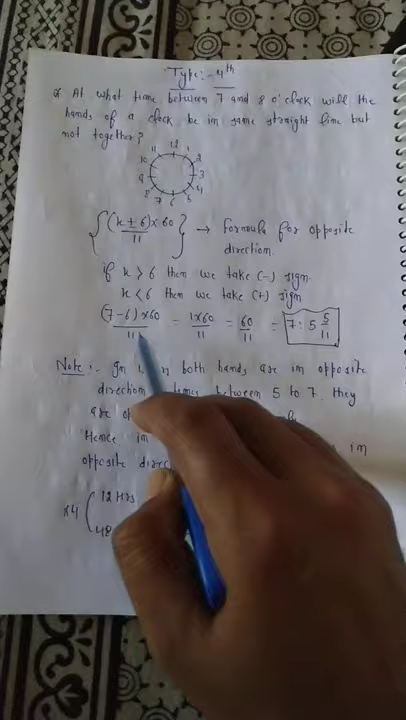 Type:- 4th
Q At what time between 7 and 8 o'clock will the
hands of a clock be in same straight line but
not together?
12
11 1
10 2
9 3
8 4
7 6 5
{ (x ± 6) x 60 / 11 } → Formula for opposite
direction.
if x > 6 then we take (-) sign.
x < 6 then we take (+) sign
(7-6) x 60 / 11 = 1x60 / 11 = 60 / 11 = 7: 5 5/11
Note:- In both hands are in opposite
direction times between 5 to 7. they
are
Hence in in
opposite
x4 ( 12 Hrs
48